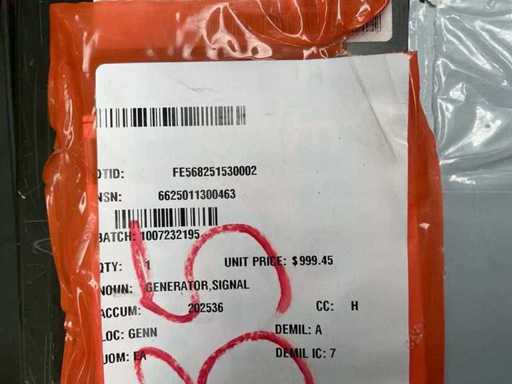 DTID: FE568251530002
NSN: 6625011300463
BATCH: 1007232195
QTY: 1 UNIT PRICE: $999.45
NOUN: GENERATOR,SIGNAL
ACCUM: 202536 CC: H
LOC: GENN DEMIL: A
UOM: EA DEMIL IC: 7